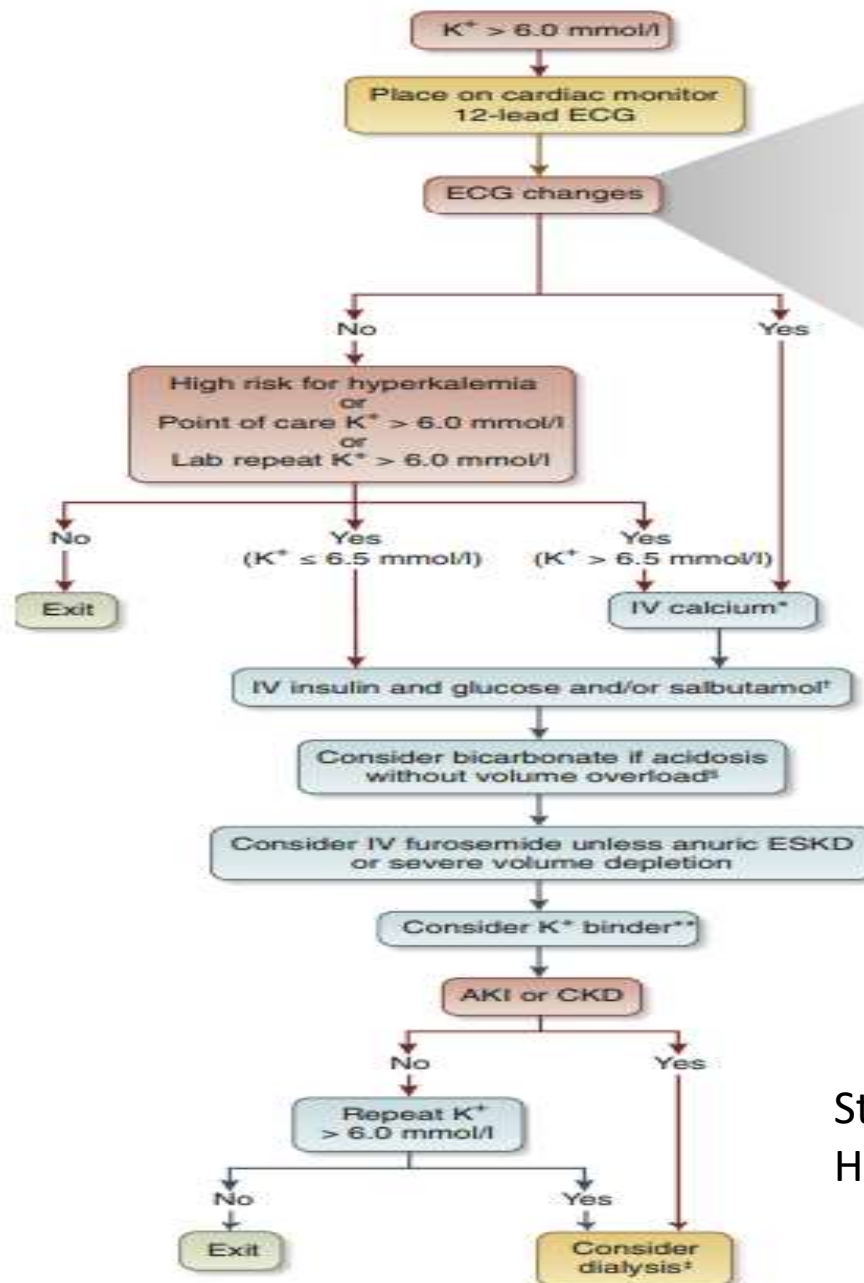 K⁺ > 6.0 mmol/l
Place on cardiac monitor
12-lead ECG
ECG changes
No
Yes
High risk for hyperkalemia
or
Point of care K⁺ > 6.0 mmol/l
or
Lab repeat K⁺ > 6.0 mmol/l
No
Yes
(K⁺ ≤ 6.5 mmol/l)
Yes
(K⁺ > 6.5 mmol/l)
Exit
IV calcium*
IV insulin and glucose and/or salbutamol†
Consider bicarbonate if acidosis
without volume overload§
Consider IV furosemide unless anuric ESKD
or severe volume depletion
Consider K⁺ binder**
AKI or CKD
No
Yes
Repeat K⁺
> 6.0 mmol/l
No
Yes
Exit
Consider
dialysis‡
St
H